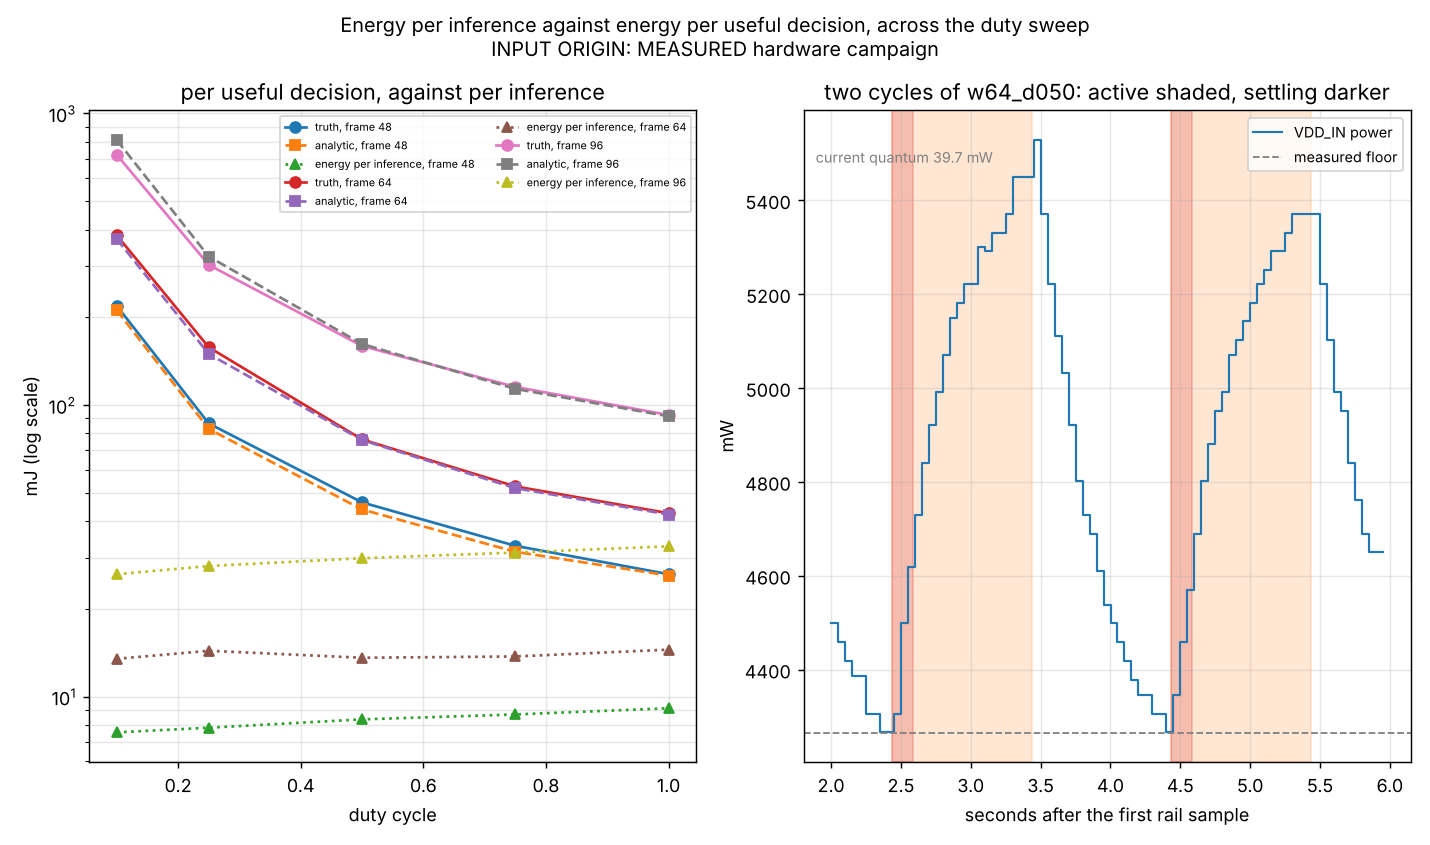 Energy per inference against energy per useful decision, across the duty sweep
INPUT ORIGIN: MEASURED hardware campaign
per useful decision, against per inference
truth, frame 48
analytic, frame 48
energy per inference, frame 48
truth, frame 64
analytic, frame 64
energy per inference, frame 64
truth, frame 96
analytic, frame 96
energy per inference, frame 96
mJ (log scale)
10³
10²
10¹
0.2
0.4
0.6
0.8
1.0
duty cycle
two cycles of w64_d050: active shaded, settling darker
current quantum 39.7 mW
VDD_IN power
measured floor
mW
5400
5200
5000
4800
4600
4400
2.0
2.5
3.0
3.5
4.0
4.5
5.0
5.5
6.0
seconds after the first rail sample